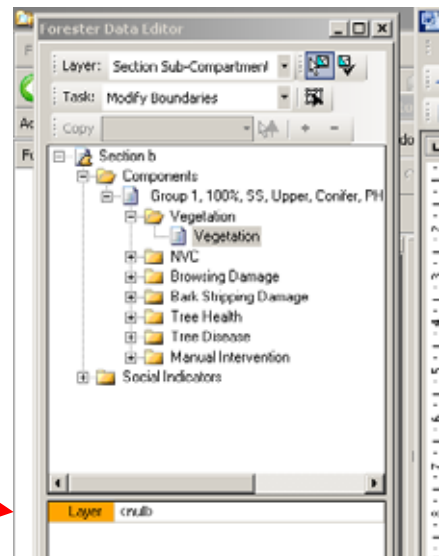 Forester Data Editor
Layer: Section Sub-Compartment
Task: Modify Boundaries
Copy
Section b
Components
Group 1, 100%, SS, Upper, Conifer, PH
Vegetation
Vegetation
NVC
Browsing Damage
Bark Stripping Damage
Tree Health
Tree Disease
Manual Intervention
Social Indicators
Layer <null>